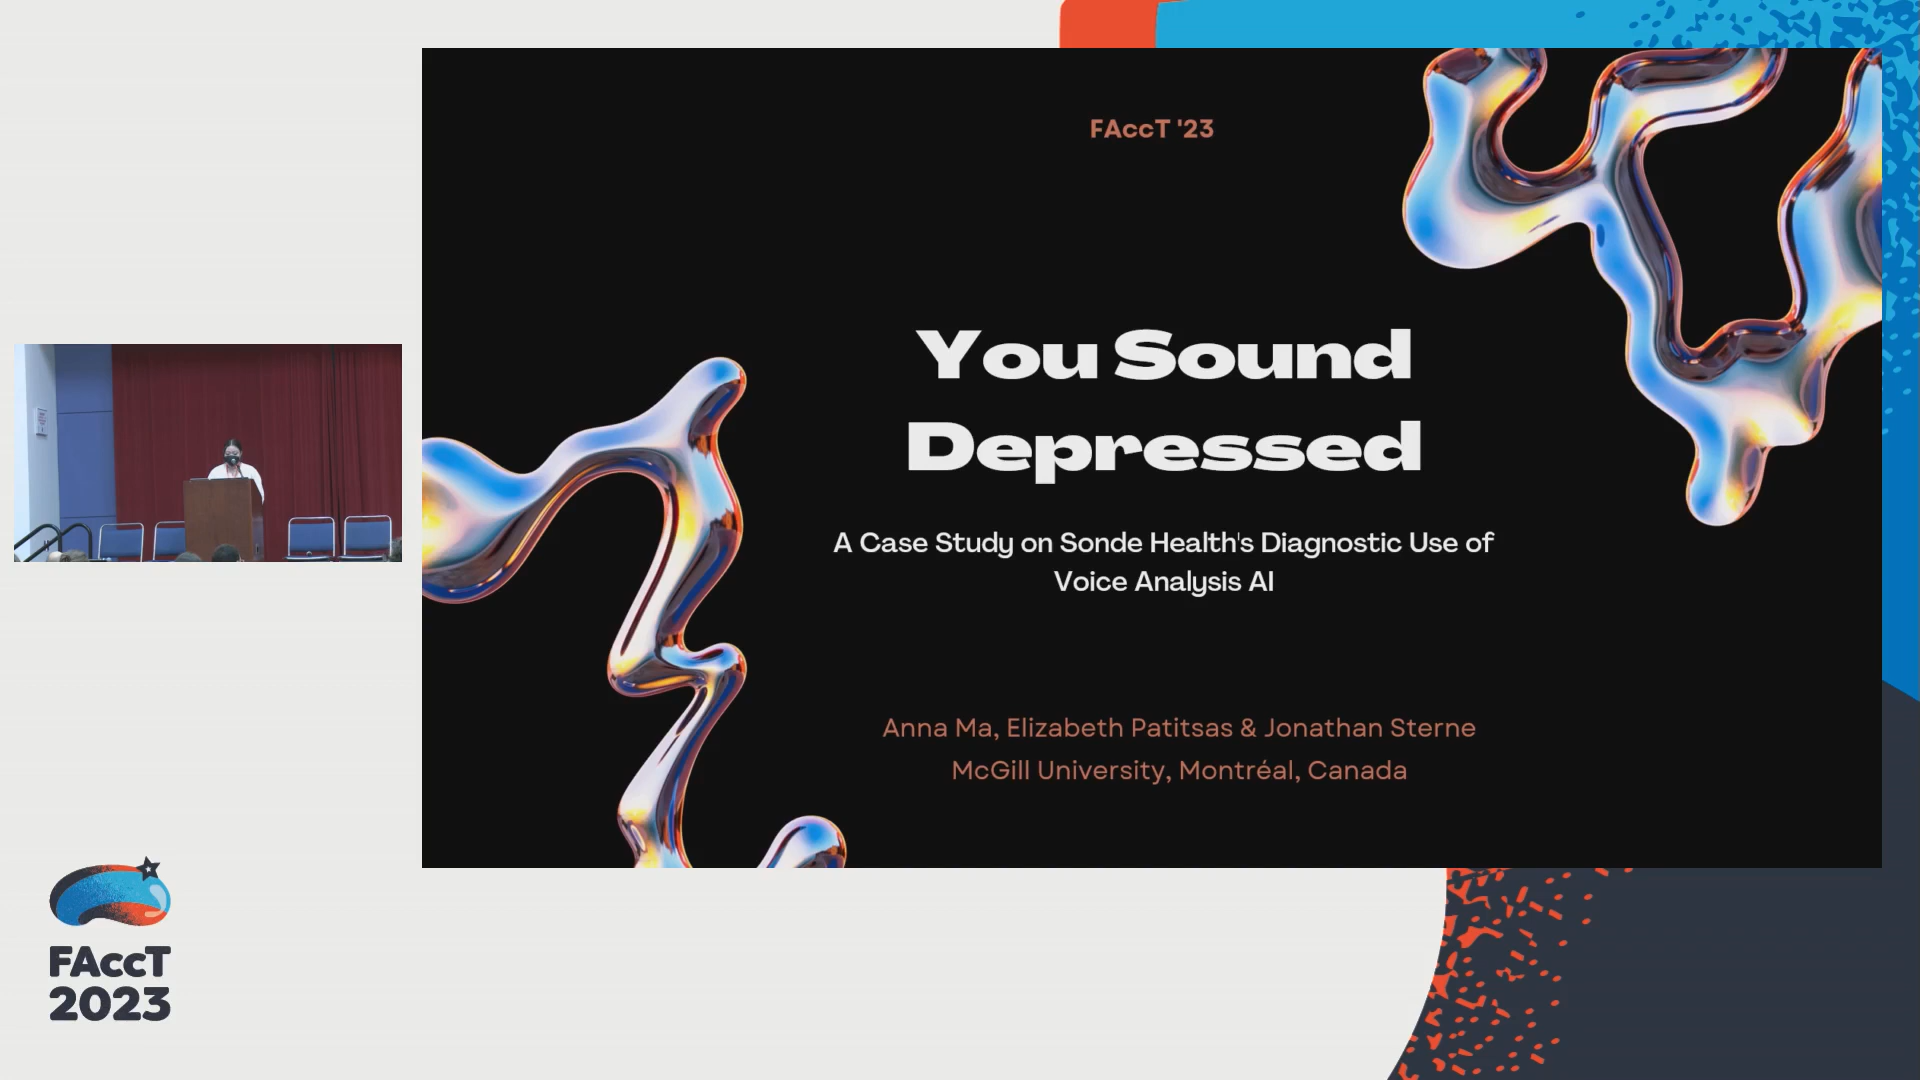 FAccT '23
You Sound
Depressed
A Case Study on Sonde Health's Diagnostic Use of
Voice Analysis AI
Anna Ma, Elizabeth Patitsas & Jonathan Sterne
McGill University, Montréal, Canada
FAccT
2023